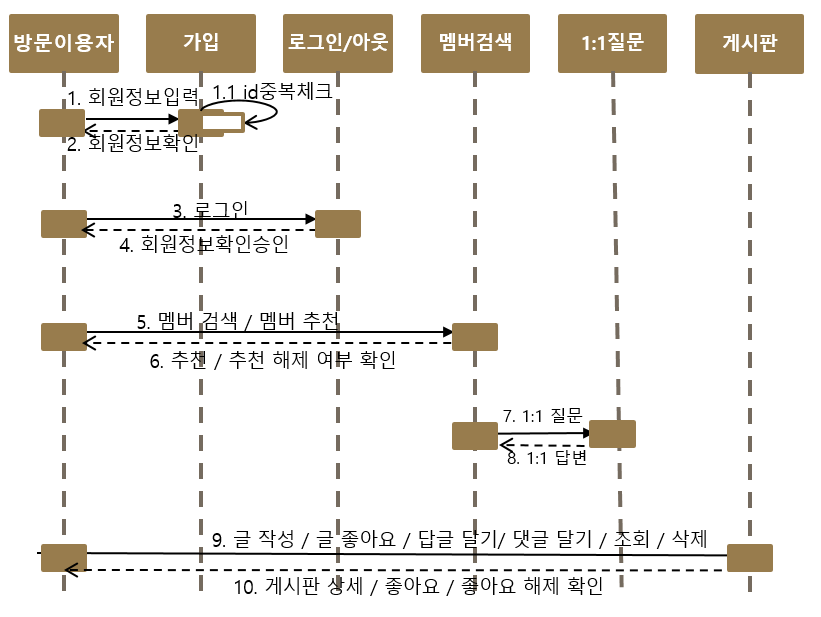 방문이용자
가입
로그인/아웃
멤버검색
1:1질문
게시판
1. 회원정보입력
1.1 id중복체크
2. 회원정보확인
3. 로그인
4. 회원정보확인승인
5. 멤버 검색 / 멤버 추천
6. 추천 / 추천 해제 여부 확인
7. 1:1 질문
8. 1:1 답변
9. 글 작성 / 글 좋아요 / 답글 달기/ 댓글 달기 / 조회 / 삭제
10. 게시판 상세 / 좋아요 / 좋아요 해제 확인